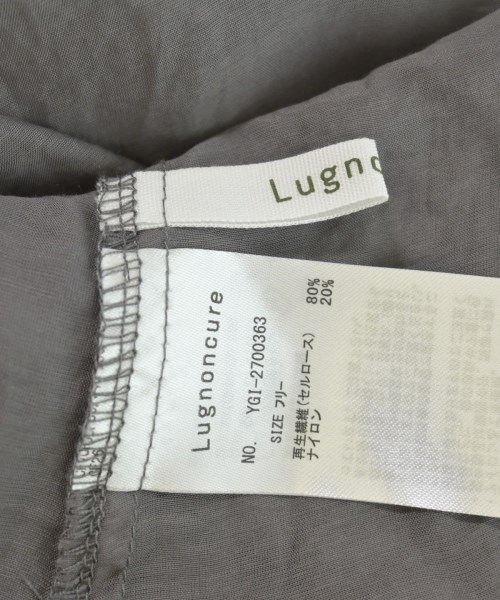 Lugno
Lugnoncure
NO. YGI-2700363
SIZE フリー
再生繊維(セルロース) 80%
ナイロン 20%